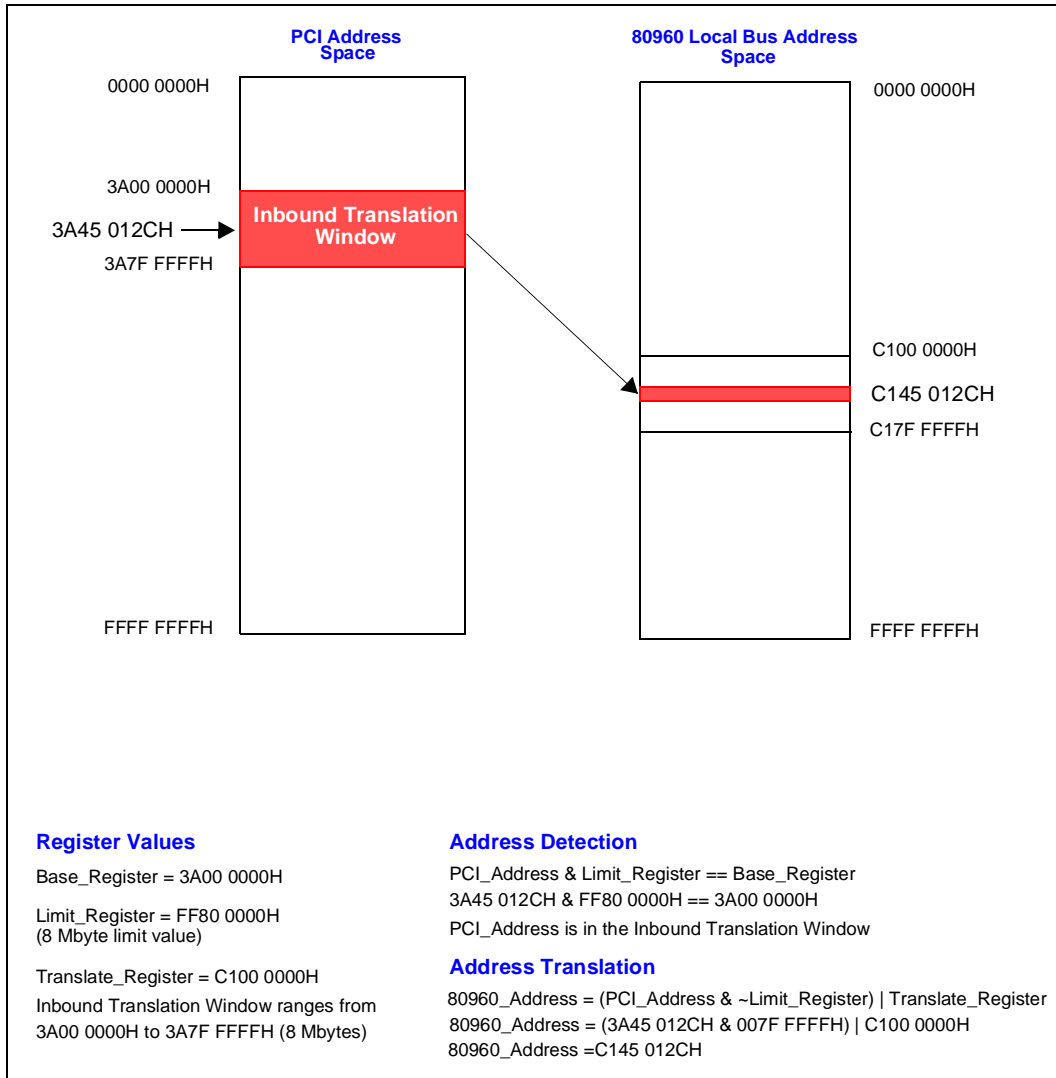 PCI Address
Space
80960 Local Bus Address
Space
0000 0000H
0000 0000H
3A00 0000H
Inbound Translation
Window
3A45 012CH
3A7F FFFFH
C100 0000H
C145 012CH
C17F FFFFH
FFFF FFFFH
FFFF FFFFH
Register Values
Base_Register = 3A00 0000H
Limit_Register = FF80 0000H
(8 Mbyte limit value)
Translate_Register = C100 0000H
Inbound Translation Window ranges from
3A00 0000H to 3A7F FFFFH (8 Mbytes)
Address Detection
PCI_Address & Limit_Register == Base_Register
3A45 012CH & FF80 0000H == 3A00 0000H
PCI_Address is in the Inbound Translation Window
Address Translation
80960_Address = (PCI_Address & ~Limit_Register) | Translate_Register
80960_Address = (3A45 012CH & 007F FFFFH) | C100 0000H
80960_Address =C145 012CH